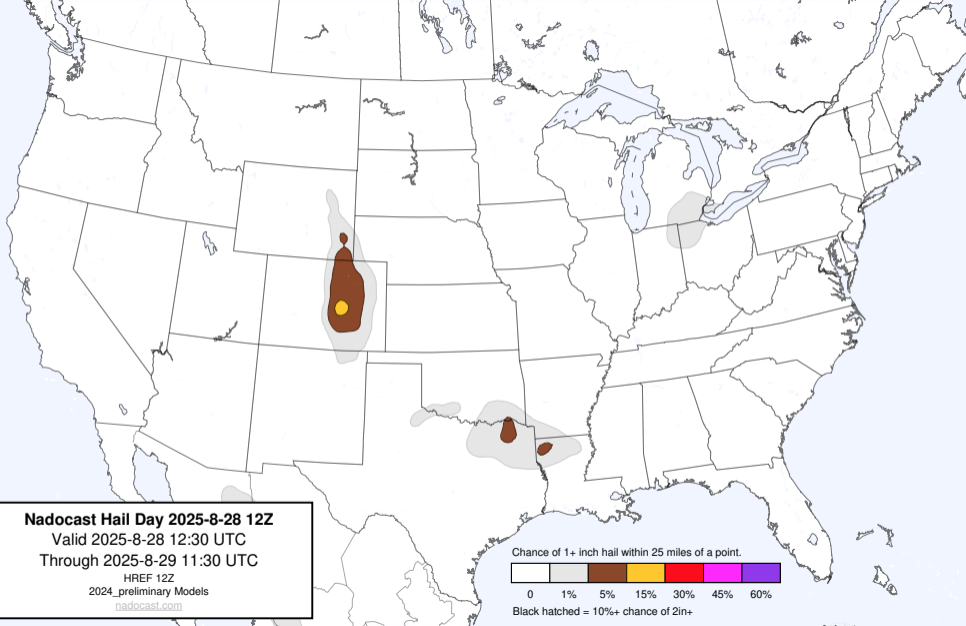 Nadocast Hail Day 2025-8-28 12Z
Valid 2025-8-28 12:30 UTC
Through 2025-8-29 11:30 UTC
HREF 12Z
2024_preliminary Models
nadocast.com
Chance of 1+ inch hail within 25 miles of a point.
0 1% 5% 15% 30% 45% 60%
Black hatched = 10%+ chance of 2in+